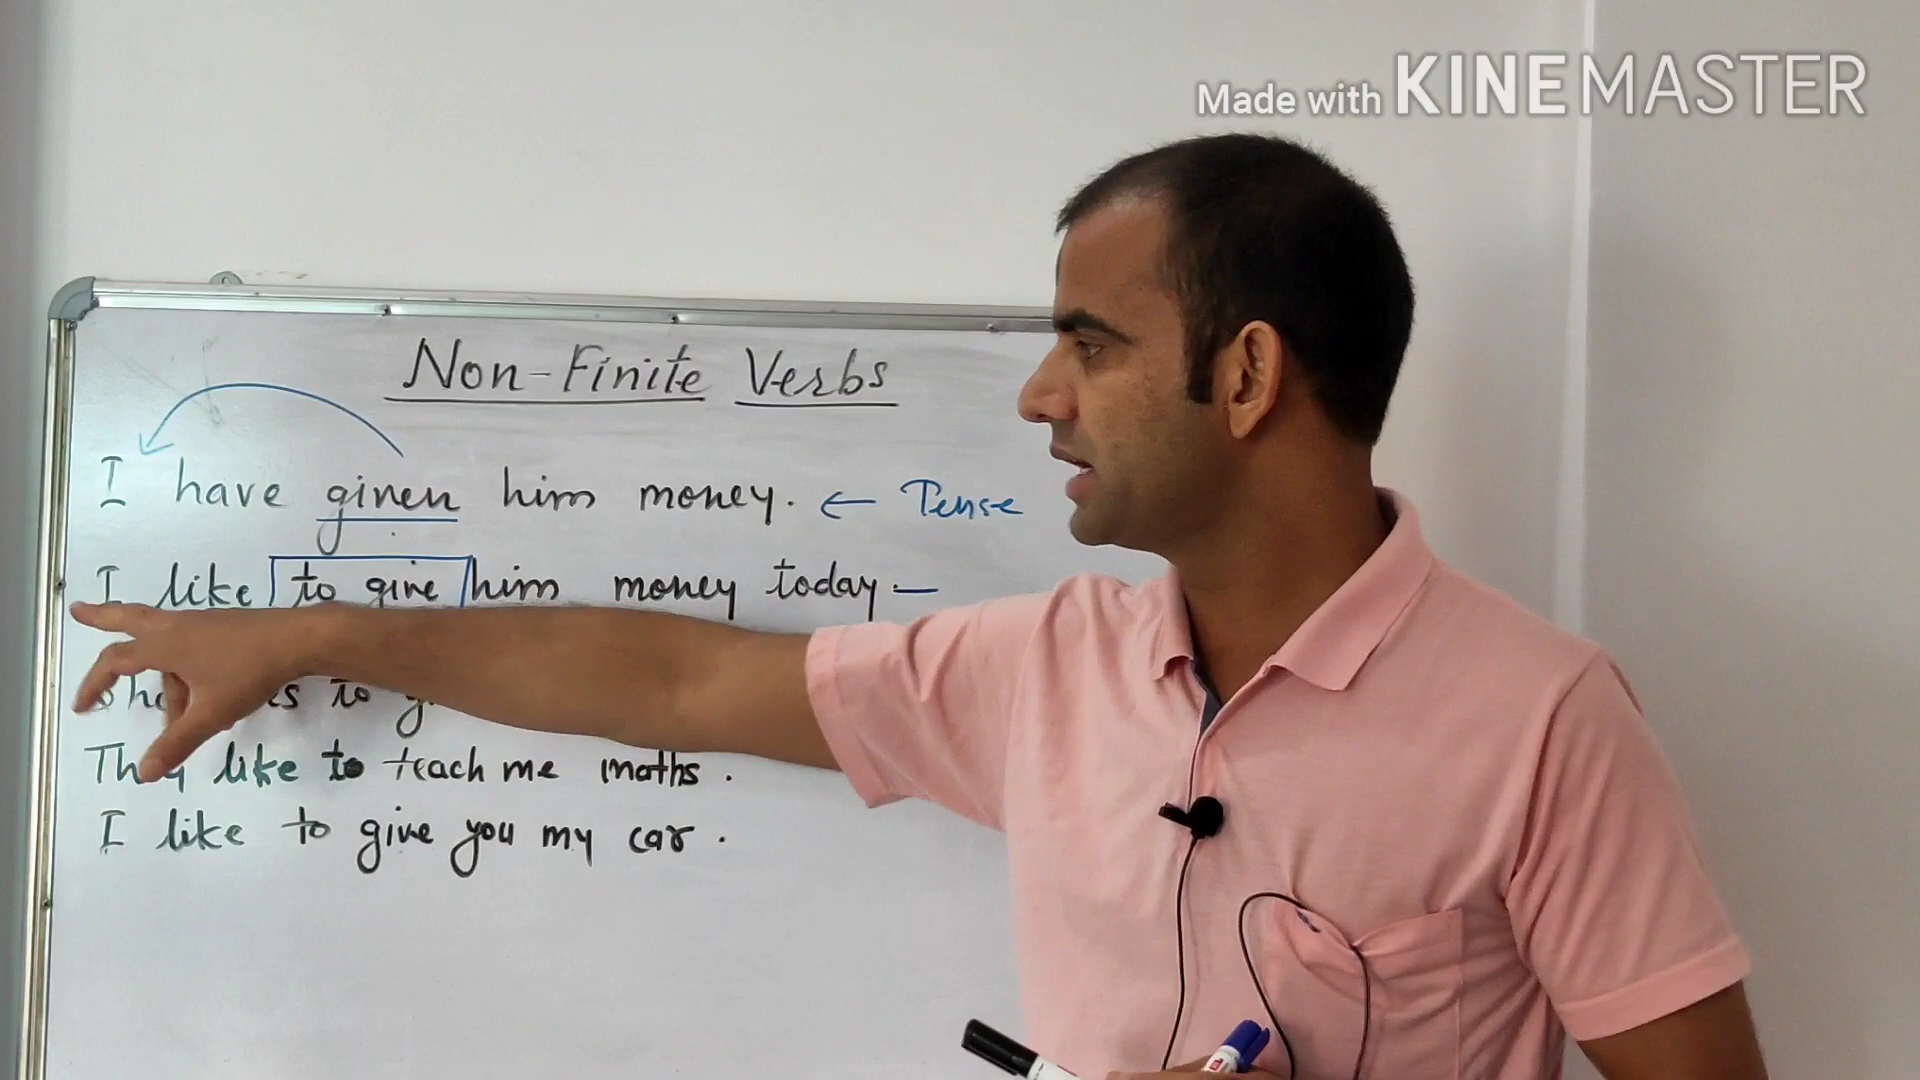 Made with KINEMASTER
Non-Finite Verbs
I have given him money. ← Tense
I like to give him money today.
to
They like to teach me maths.
I like to give you my car.